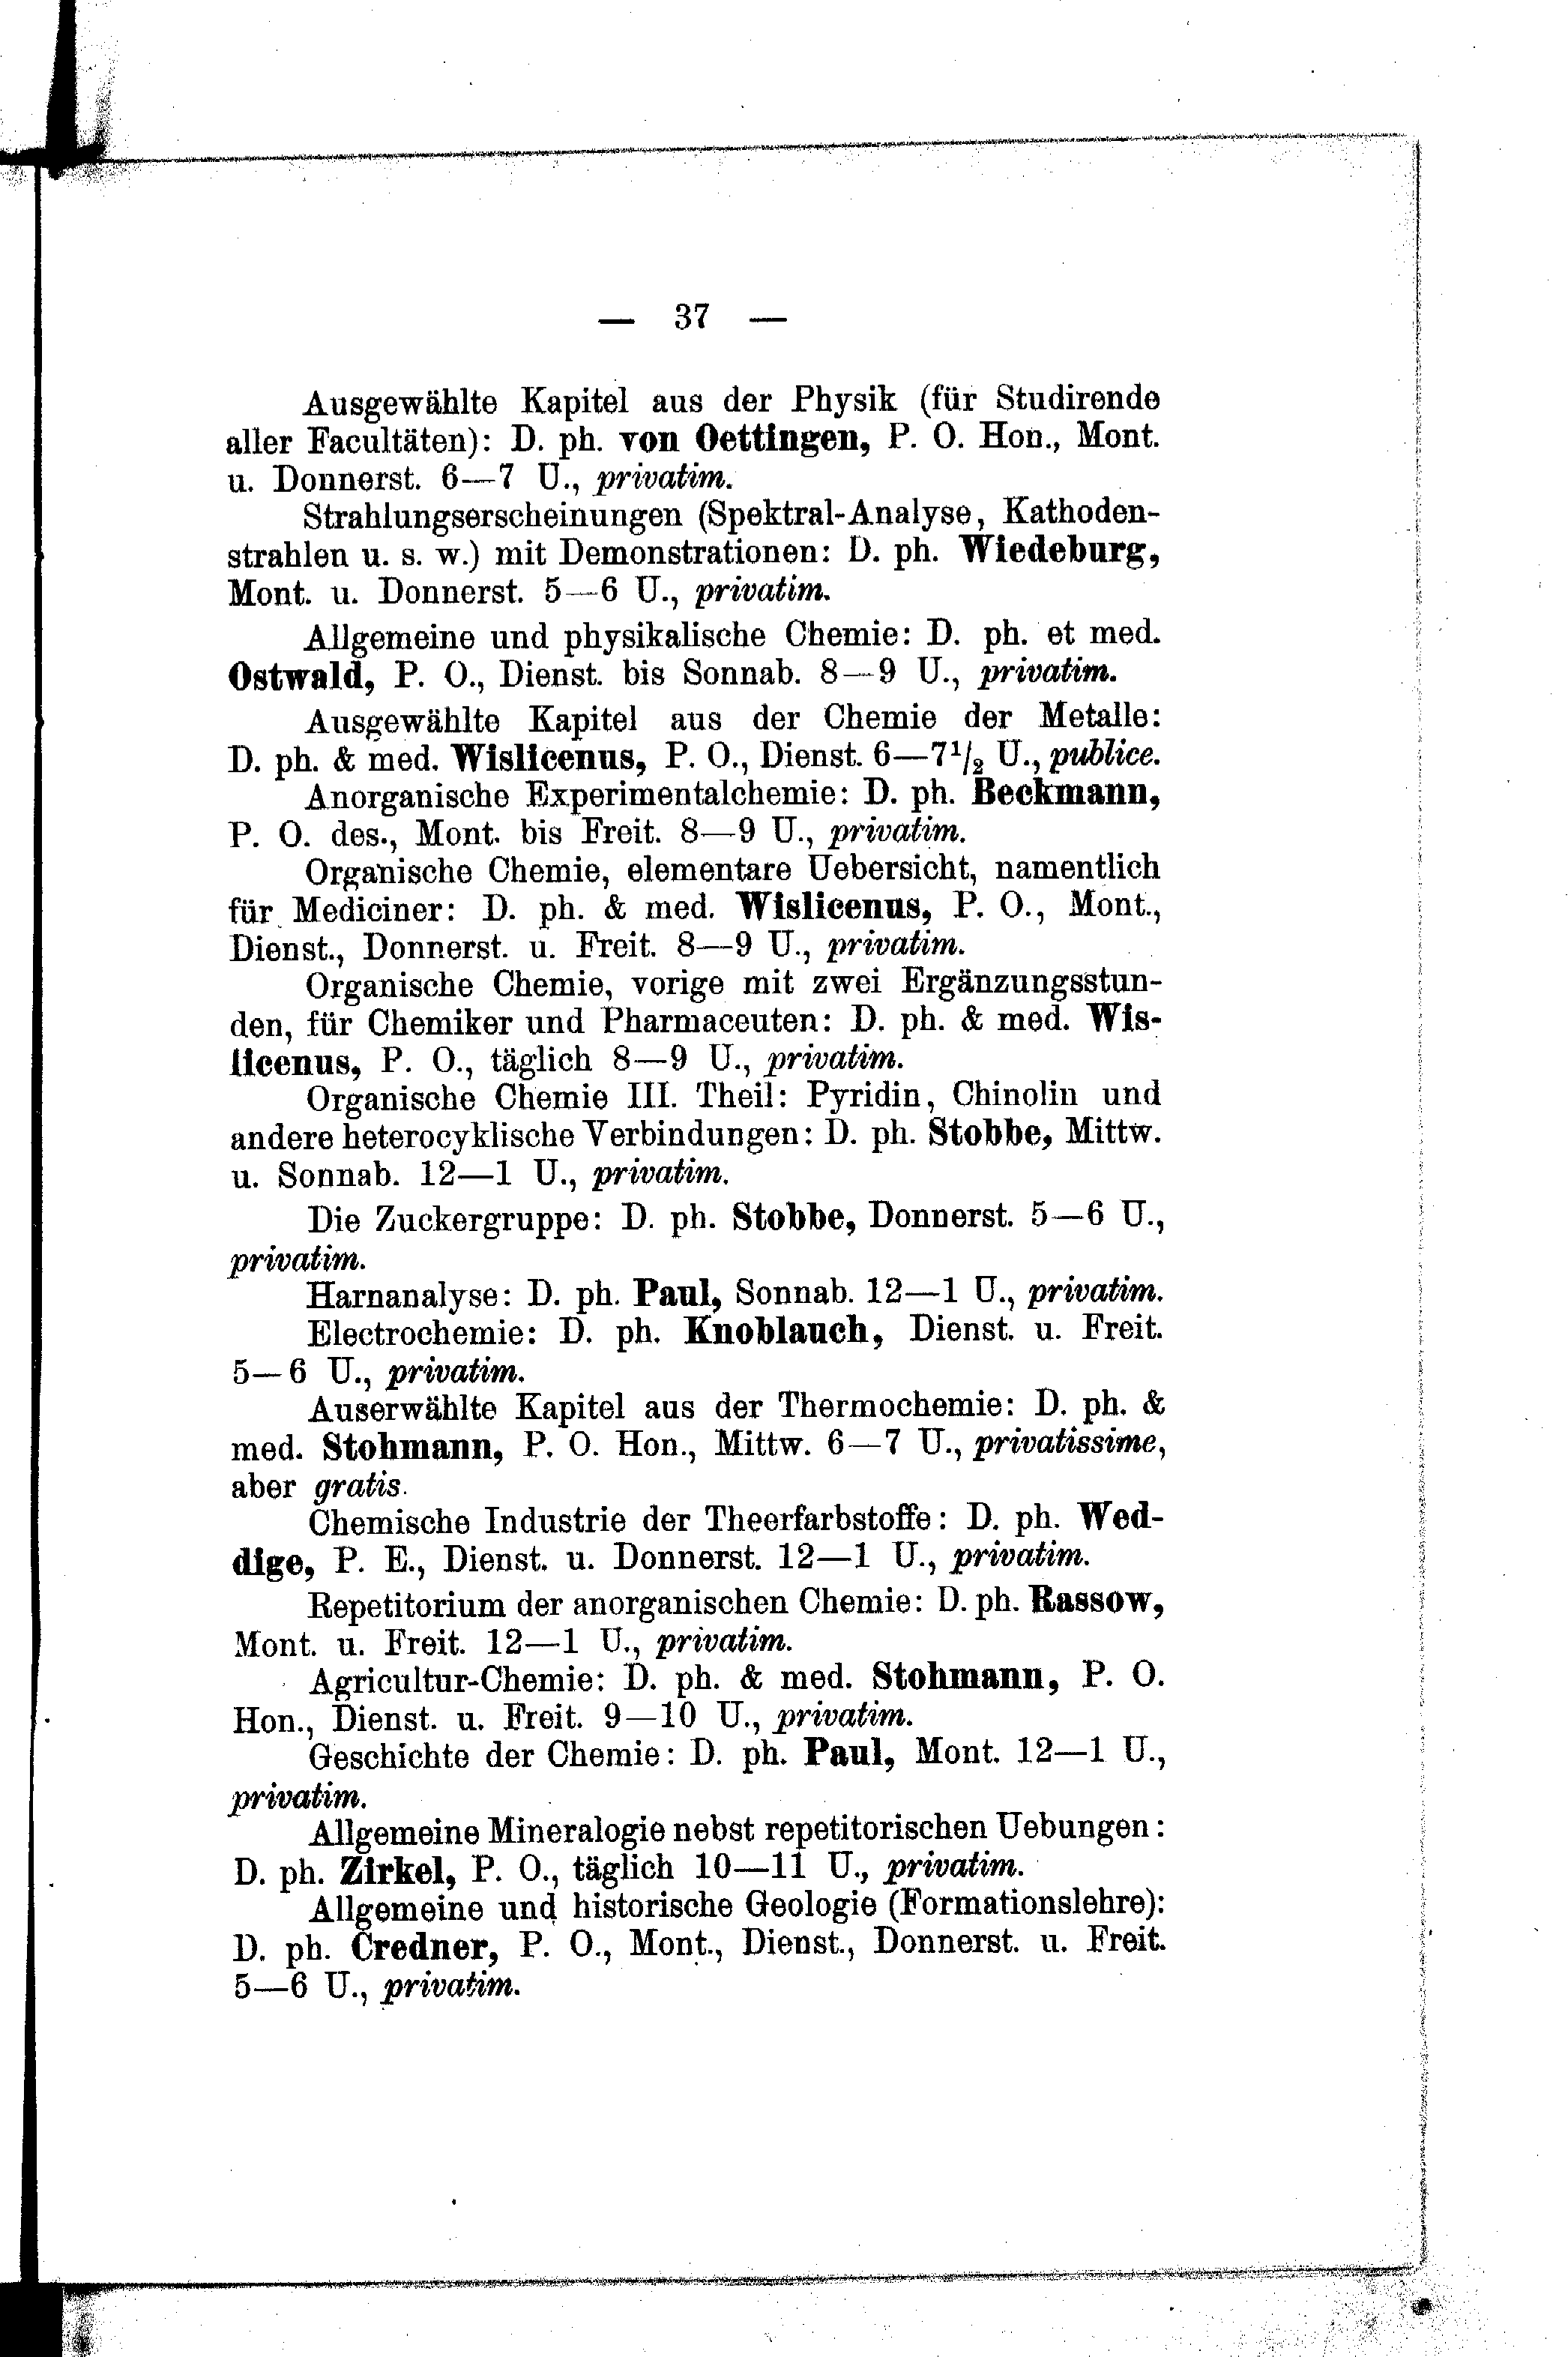 — 37 —
Ausgewählte Kapitel aus der Physik (für Studirende
aller Facultäten): D. ph. von Oettingen, P. O. Hon., Mont.
u. Donnerst. 6—7 U., privatim.
Strahlungserscheinungen (Spektral-Analyse, Kathoden-
strahlen u. s. w.) mit Demonstrationen: D. ph. Wiedeburg,
Mont. u. Donnerst. 5—6 U., privatim.
Allgemeine und physikalische Chemie: D. ph. et med.
Ostwald, P. O., Dienst. bis Sonnab. 8—9 U., privatim.
Ausgewählte Kapitel aus der Chemie der Metalle:
D. ph. & med. Wislicenus, P. O., Dienst. 6—7 1/2 U., publice.
Anorganische Experimentalchemie: D. ph. Beckmann,
P. O. des., Mont. bis Freit. 8—9 U., privatim.
Organische Chemie, elementare Uebersicht, namentlich
für Mediciner: D. ph. & med. Wislicenus, P. O., Mont.,
Dienst., Donnerst. u. Freit. 8—9 U., privatim.
Organische Chemie, vorige mit zwei Ergänzungsstun-
den, für Chemiker und Pharmaceuten: D. ph. & med. Wis-
licenus, P. O., täglich 8—9 U., privatim.
Organische Chemie III. Theil: Pyridin, Chinolin und
andere heterocyklische Verbindungen: D. ph. Stobbe, Mittw.
u. Sonnab. 12—1 U., privatim.
Die Zuckergruppe: D. ph. Stobbe, Donnerst. 5—6 U.,
privatim.
Harnanalyse: D. ph. Paul, Sonnab. 12—1 U., privatim.
Electrochemie: D. ph. Knoblauch, Dienst. u. Freit.
5—6 U., privatim.
Auserwählte Kapitel aus der Thermochemie: D. ph. &
med. Stohmann, P. O. Hon., Mittw. 6—7 U., privatissime,
aber gratis.
Chemische Industrie der Theerfarbstoffe: D. ph. Wed-
dige, P. E., Dienst. u. Donnerst. 12—1 U., privatim.
Repetitorium der anorganischen Chemie: D. ph. Rassow,
Mont. u. Freit. 12—1 U., privatim.
Agricultur-Chemie: D. ph. & med. Stohmann, P. O.
Hon., Dienst. u. Freit. 9—10 U., privatim.
Geschichte der Chemie: D. ph. Paul, Mont. 12—1 U.,
privatim.
Allgemeine Mineralogie nebst repetitorischen Uebungen:
D. ph. Zirkel, P. O., täglich 10—11 U., privatim.
Allgemeine und historische Geologie (Formationslehre):
D. ph. Credner, P. O., Mont., Dienst., Donnerst. u. Freit.
5—6 U., privatim.